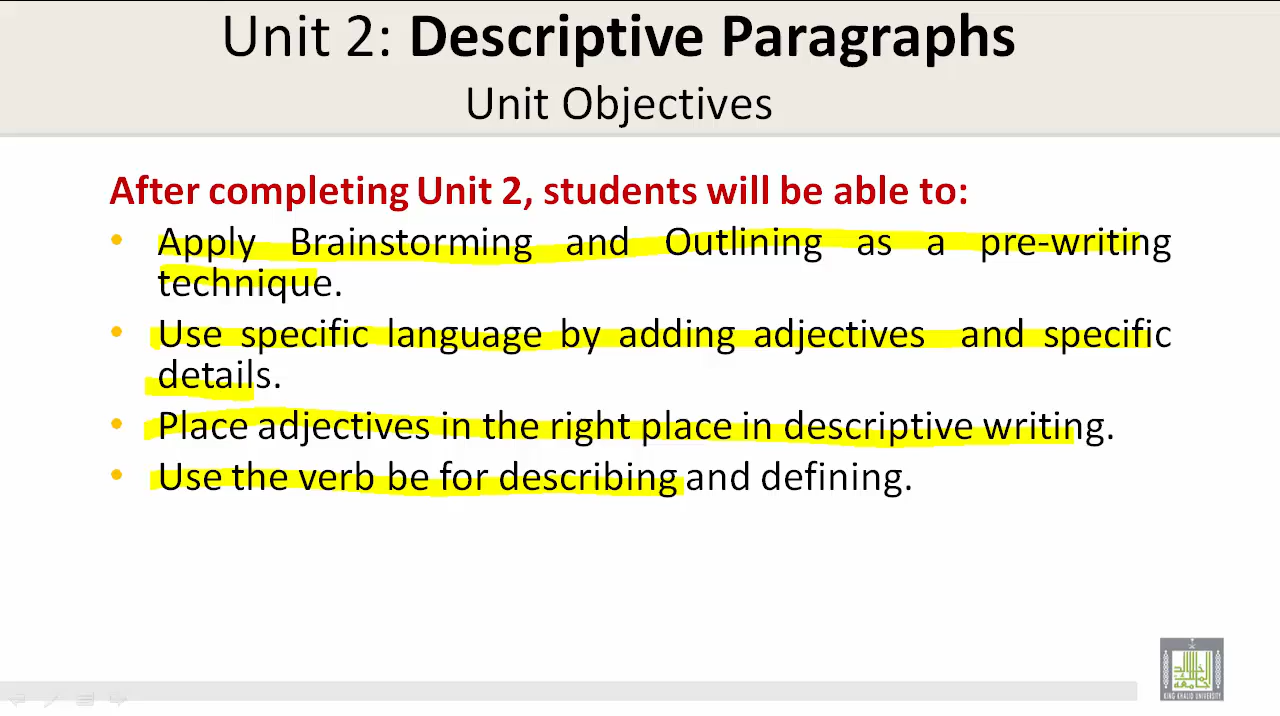 Unit 2: Descriptive Paragraphs
Unit Objectives
After completing Unit 2, students will be able to:
• Apply Brainstorming and Outlining as a pre-writing
technique.
• Use specific language by adding adjectives and specific
details.
• Place adjectives in the right place in descriptive writing.
• Use the verb be for describing and defining.
KING KHALID UNIVERSITY